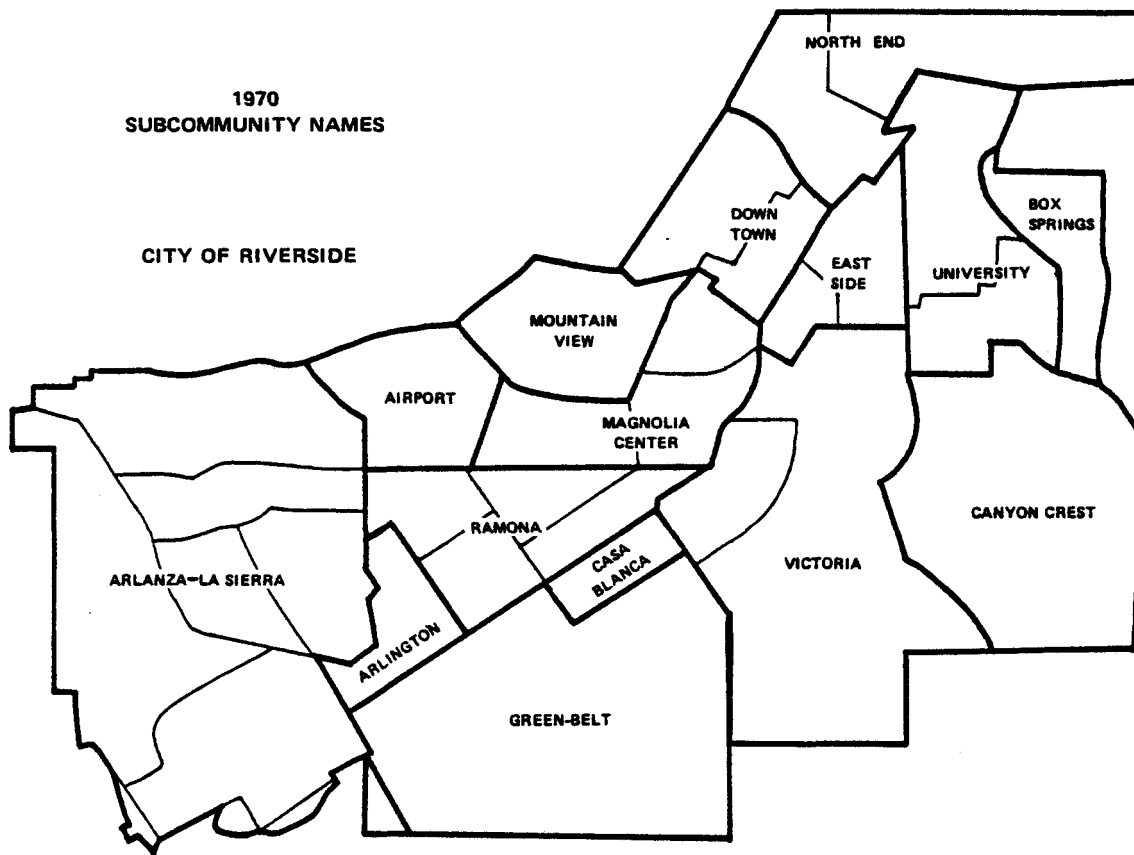 1970
SUBCOMMUNITY NAMES
CITY OF RIVERSIDE
NORTH END
DOWN
TOWN
BOX
SPRINGS
EAST
SIDE
UNIVERSITY
MOUNTAIN
VIEW
AIRPORT
MAGNOLIA
CENTER
RAMONA
CANYON CREST
CASA
BLANCA
VICTORIA
ARLANZA-LA SIERRA
ARLINGTON
GREEN-BELT